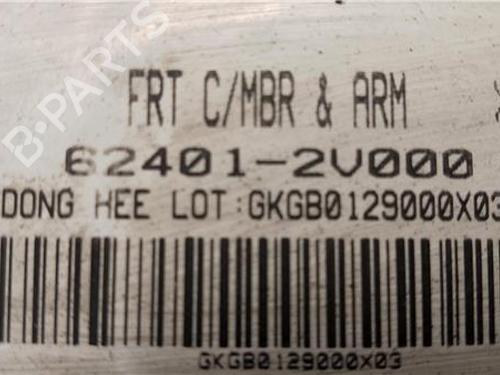 FRT C/MBR & ARM
62401-2V000
DONG HEE LOT:GKGB0129000X03
GKGB0129000X03
B-PARTS